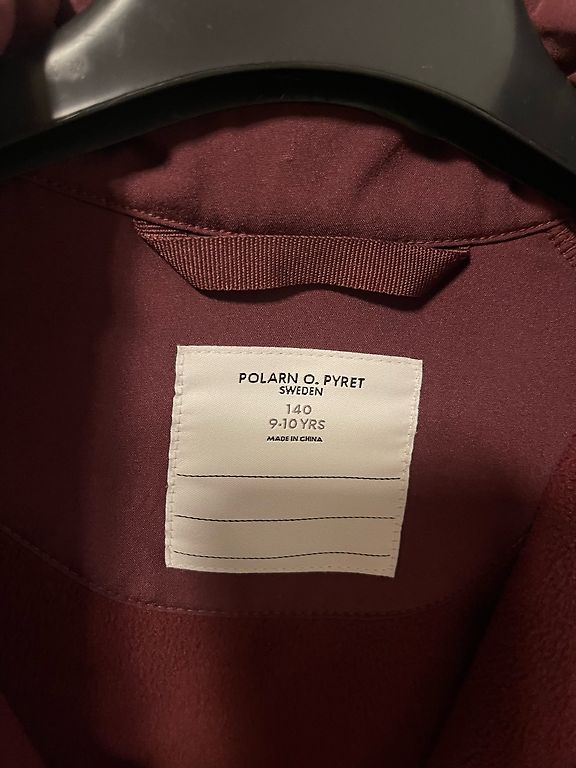 POLARN O. PYRET
SWEDEN
140
9-10 YRS
MADE IN CHINA